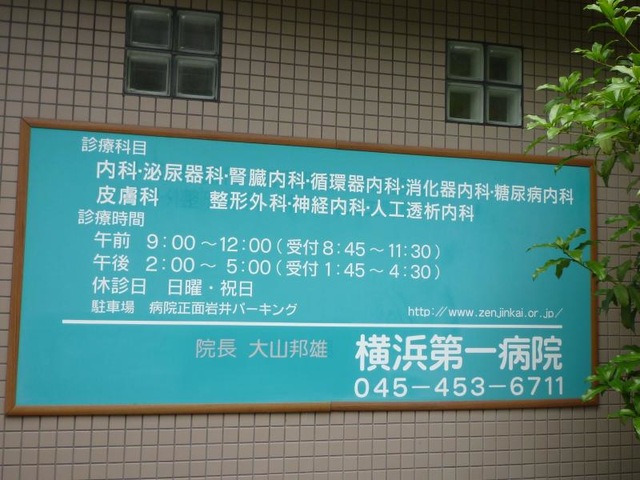 診療科目
内科・泌尿器科・腎臓内科・循環器内科・消化器内科・糖尿病内科
皮膚科　整形外科・神経内科・人工透析内科
診療時間
午前 9:00～12:00(受付8:45～11:30)
午後 2:00～ 5:00(受付1:45～4:30)
休診日 日曜・祝日
駐車場 病院正面岩井パーキング
http://www.zenjinkai.or.jp/
院長 大山邦雄 横浜第一病院
045-453-6711